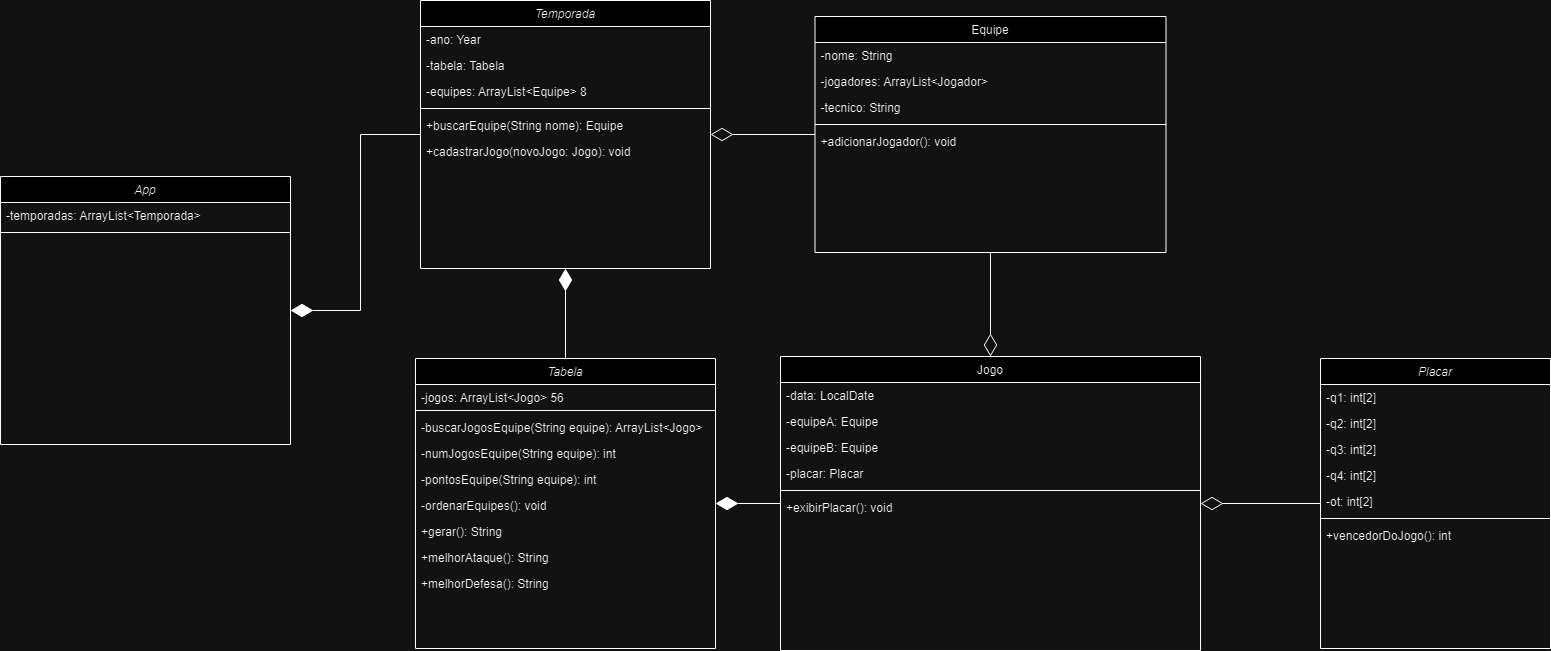 Temporada
-ano: Year
-tabela: Tabela
-equipes: ArrayList<Equipe> 8
+buscarEquipe(String nome): Equipe
+cadastrarJogo(novoJogo: Jogo): void
Equipe
-nome: String
-jogadores: ArrayList<Jogador>
-tecnico: String
+adicionarJogador(): void
App
-temporadas: ArrayList<Temporada>
Tabela
-jogos: ArrayList<Jogo> 56
-buscarJogosEquipe(String equipe): ArrayList<Jogo>
-numJogosEquipe(String equipe): int
-pontosEquipe(String equipe): int
-ordenarEquipes(): void
+gerar(): String
+melhorAtaque(): String
+melhorDefesa(): String
Jogo
-data: LocalDate
-equipeA: Equipe
-equipeB: Equipe
-placar: Placar
+exibirPlacar(): void
Placar
-q1: int[2]
-q2: int[2]
-q3: int[2]
-q4: int[2]
-ot: int[2]
+vencedorDoJogo(): int